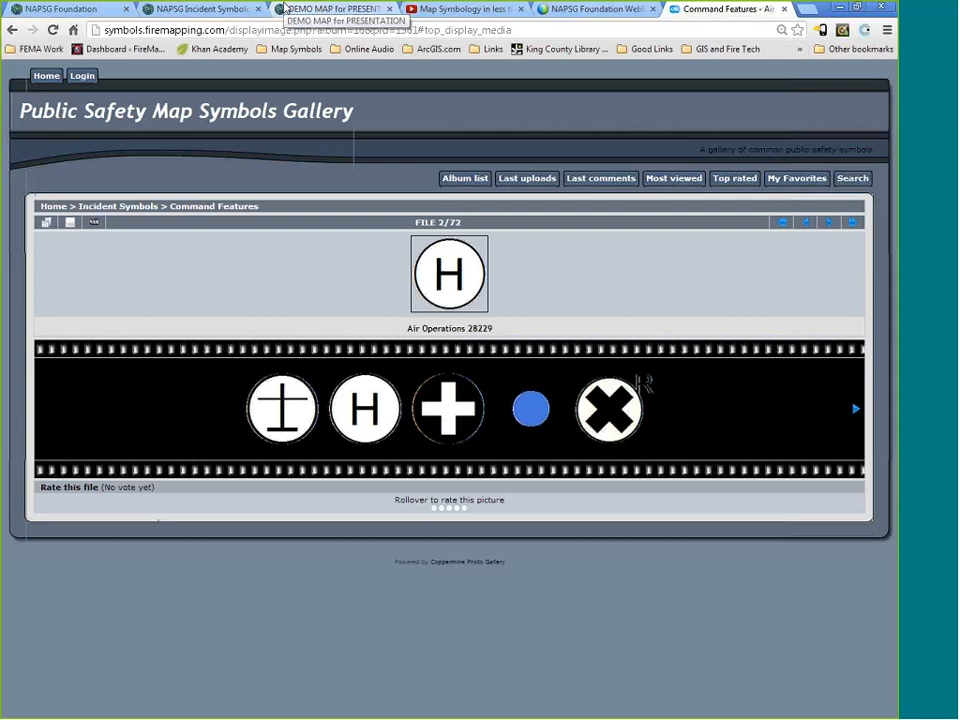 NAPSG Foundation
NAPSG Incident Symbolo
DEMO MAP for PRESENT
Map Symbology in less t
NAPSG Foundation Web
Command Features - Air
DEMO MAP for PRESENTATION
symbols.firemapping.com/displayimage.php?album=16&pid=1361#top_display_media
FEMA Work Dashboard - FireMa... Khan Academy Map Symbols Online Audio ArcGIS.com Links King County Library ... Good Links GIS and Fire Tech » Other bookmarks
Home Login
Public Safety Map Symbols Gallery
A gallery of common public safety symbols
Album list Last uploads Last comments Most viewed Top rated My Favorites Search
Home > Incident Symbols > Command Features
FILE 2/72
H
Air Operations 28229
H
R
Rate this file (No vote yet)
Rollover to rate this picture
Powered by Coppermine Photo Gallery